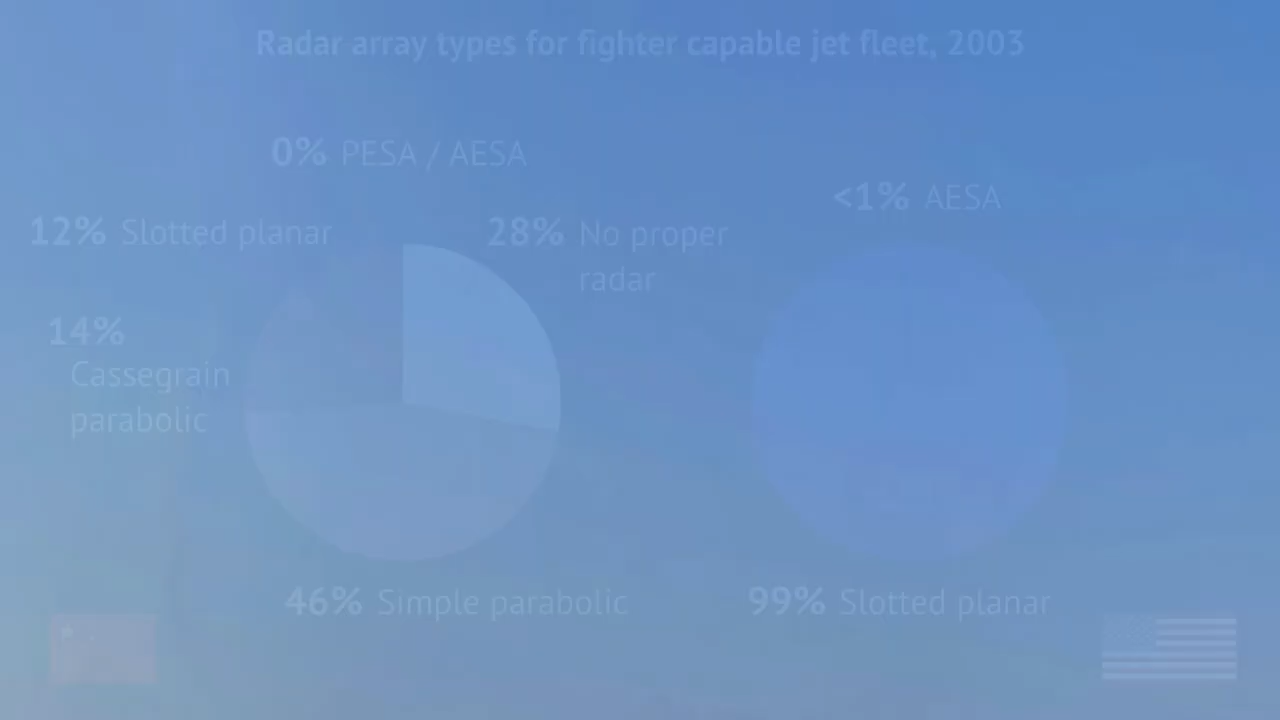 Radar array types for fighter capable jet fleet, 2003
0% PESA / AESA
<1% AESA
12% Slotted planar
28% No proper
radar
14%
Cassegrain
parabolic
46% Simple parabolic
99% Slotted planar